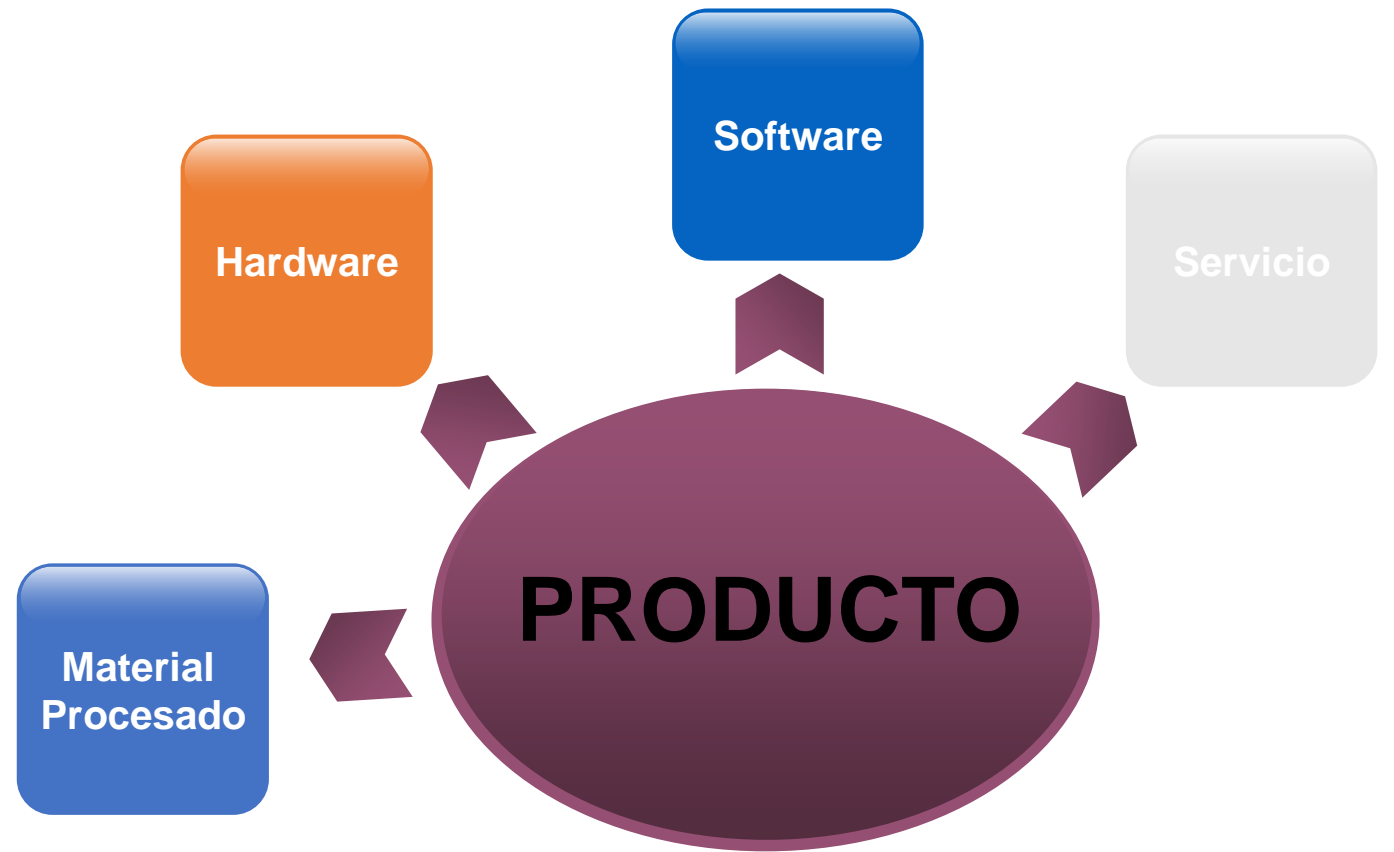 Software
Hardware
Servicio
PRODUCTO
Material
Procesado